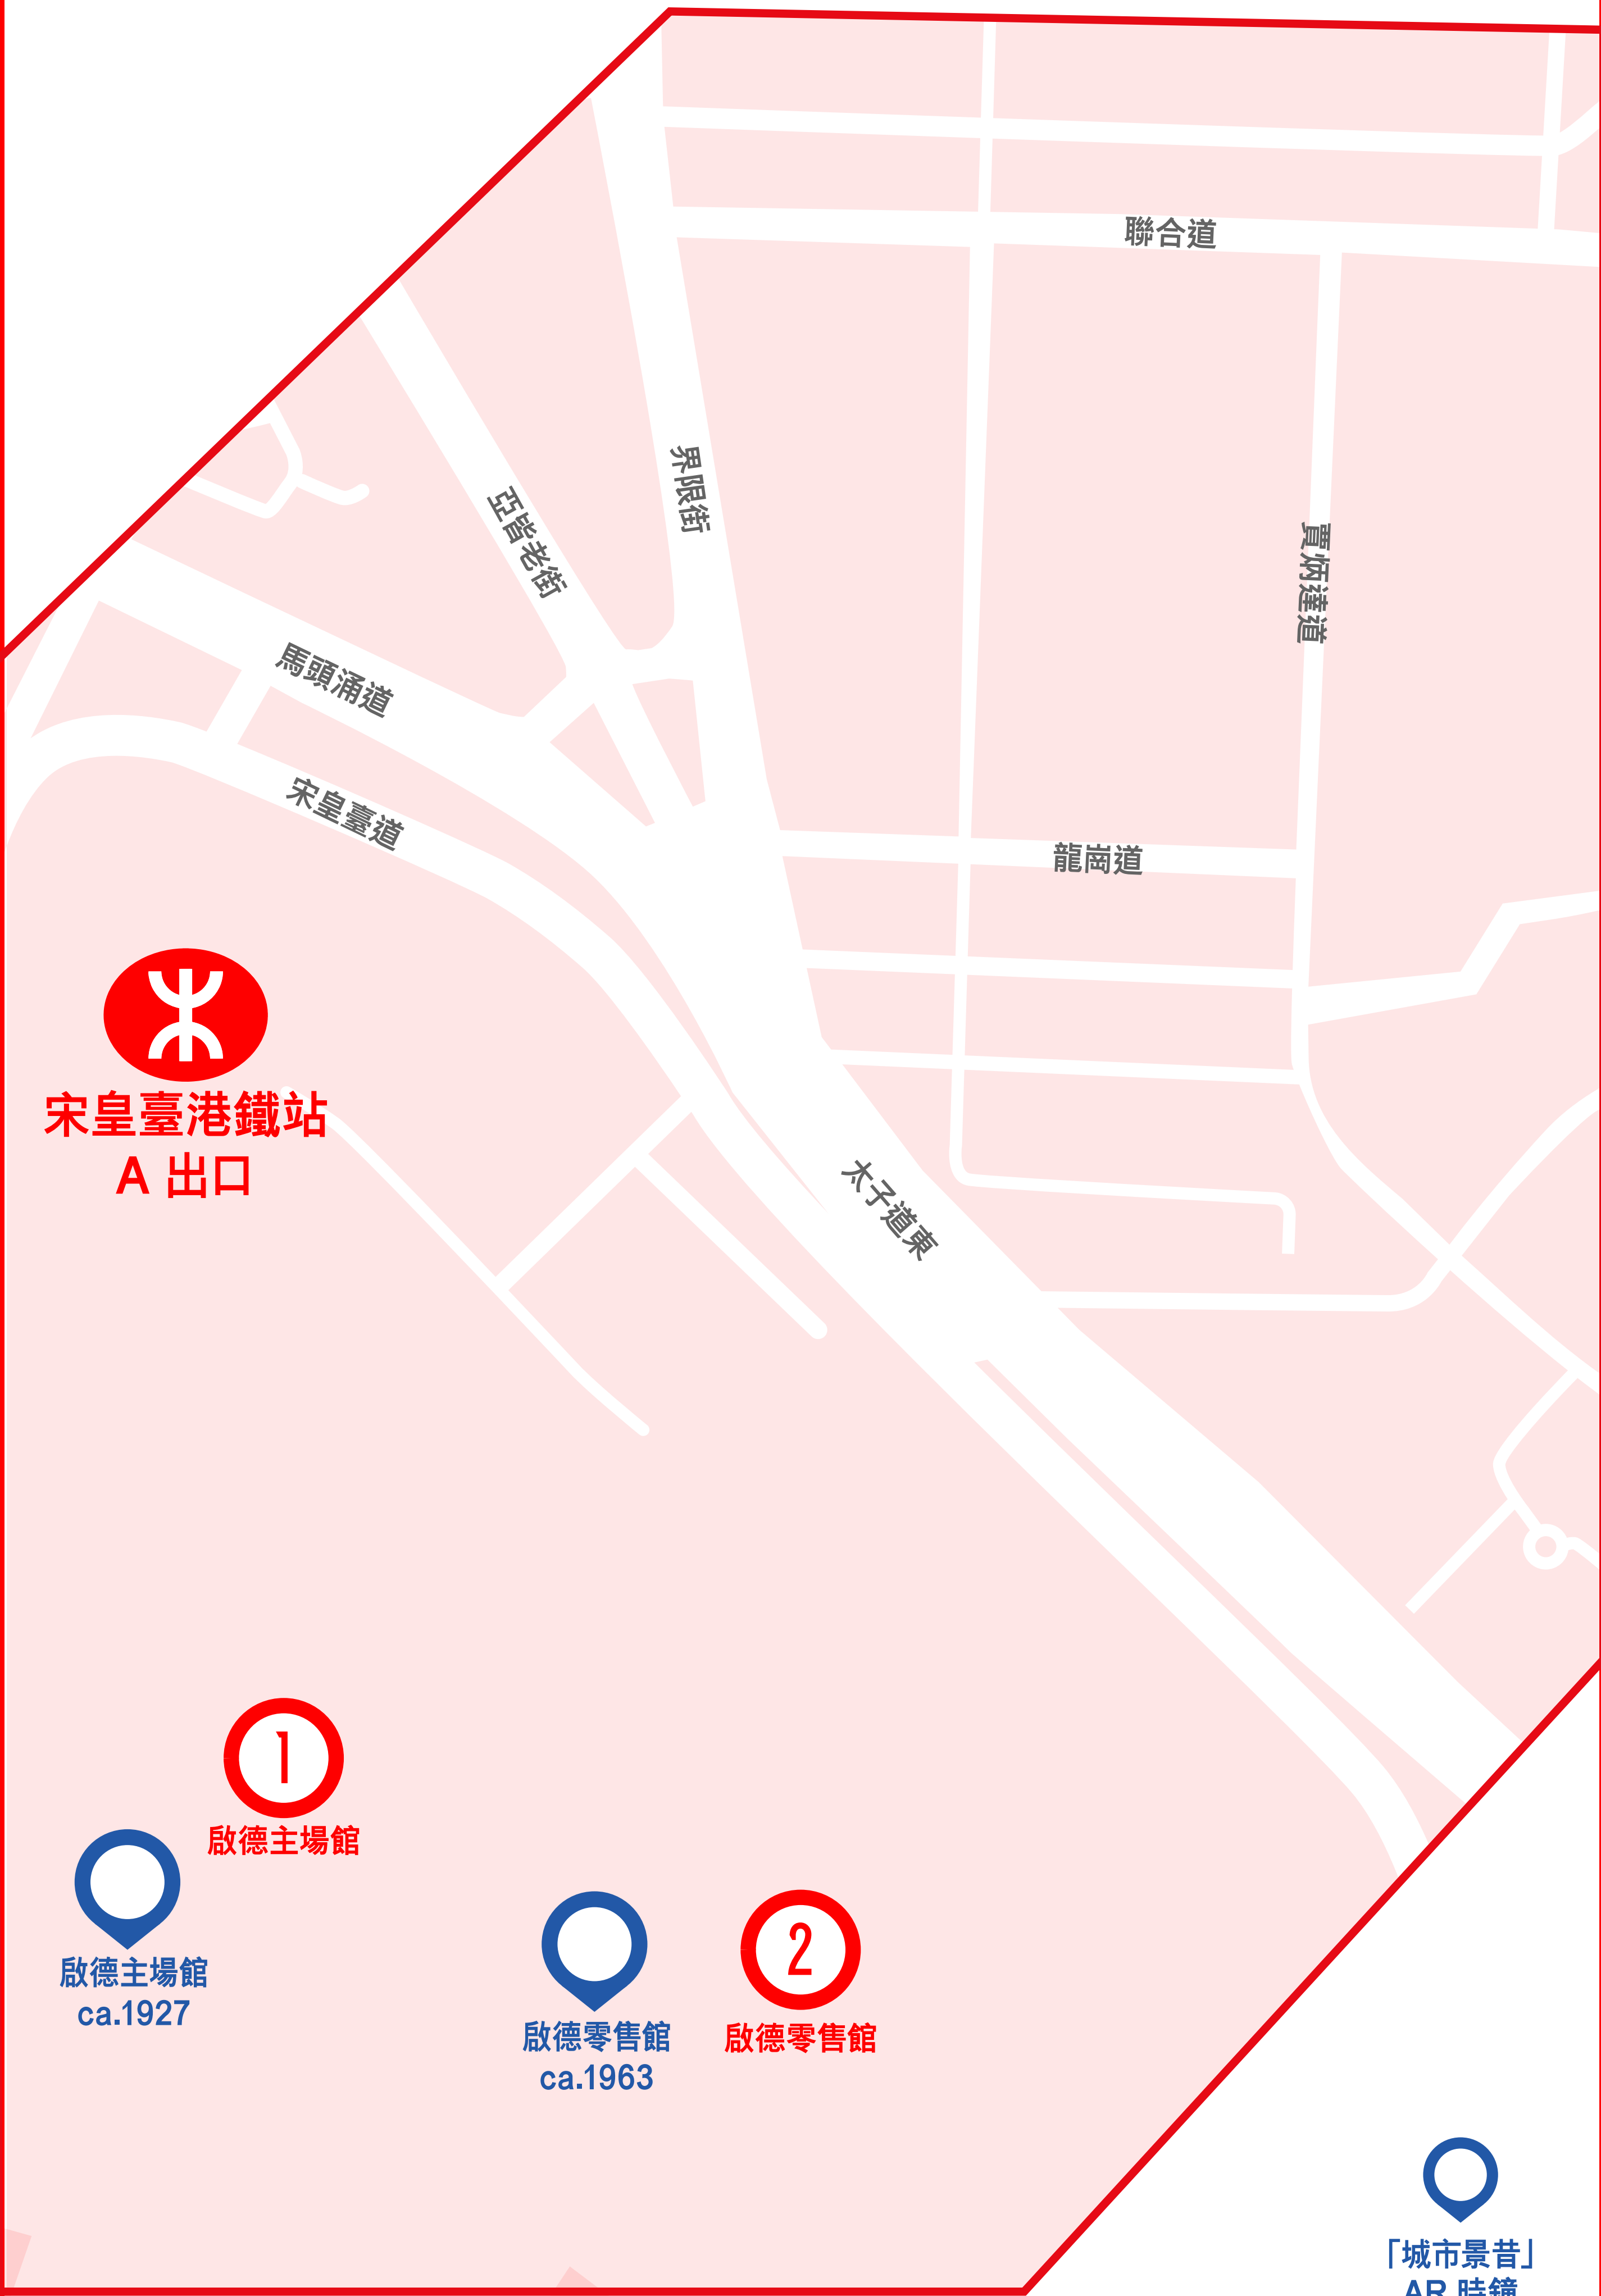 聯合道
界限街
亞皆老街
賈炳達道
馬頭涌道
宋皇臺道
龍崗道
宋皇臺港鐵站
A 出口
太子道東
1
啟德主場館
啟德主場館
ca.1927
2
啟德零售館
ca.1963
啟德零售館
「城市景昔」
AR 時鐘